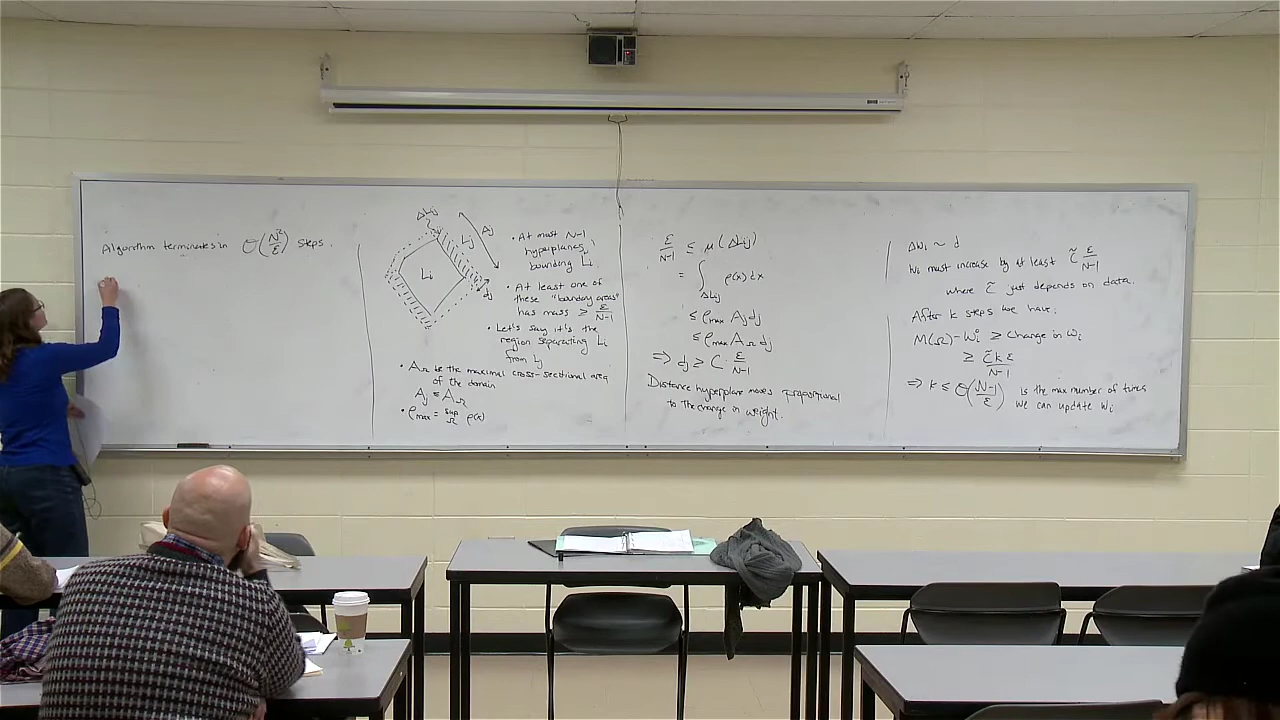 Algorithm terminates in O(N²/ε) steps.
ΔLij
Aj
Lj
Li
dj
• At most N-1
hyperplanes
bounding Li
• At least one of
these "boundary areas"
has mass ≥ ε/N-1
• Let's say it's the
region separating Li
from Lj
• AΩ is the maximal cross-sectional area
of the domain
Aj ≤ AΩ
• ρmax = sup Ω ρ(x)
ε/N-1 ≤ μ(ΔLij)
= ∫ΔLij ρ(x)dx
≤ ρmax Aj dj
≤ ρmax AΩ dj
⇒ dj ≥ C · ε/N-1
Distance hyperplane moves proportional
to the change in weight.
ΔWi ~ d
Wi must increase by at least C̃ ε/N-1
where C̃ just depends on data.
After k steps we have:
M(Ω) - Wi⁰ ≥ change in wi
≥ C̃kε/N-1
⇒ k ≤ O(N-1/ε) is the max number of times
we can update Wi